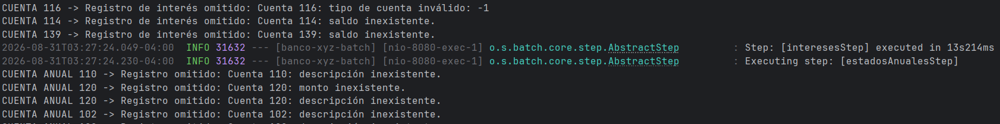 CUENTA 116 -> Registro de interés omitido: Cuenta 116: tipo de cuenta inválido: -1
CUENTA 114 -> Registro de interés omitido: Cuenta 114: saldo inexistente.
CUENTA 139 -> Registro de interés omitido: Cuenta 139: saldo inexistente.
2026-08-31T03:27:24.049-04:00  INFO 31632 --- [banco-xyz-batch] [nio-8080-exec-1] o.s.batch.core.step.AbstractStep         : Step: [interesesStep] executed in 13s214ms
2026-08-31T03:27:24.230-04:00  INFO 31632 --- [banco-xyz-batch] [nio-8080-exec-1] o.s.batch.core.step.AbstractStep         : Executing step: [estadosAnualesStep]
CUENTA ANUAL 110 -> Registro omitido: Cuenta 110: descripción inexistente.
CUENTA ANUAL 120 -> Registro omitido: Cuenta 120: monto inexistente.
CUENTA ANUAL 120 -> Registro omitido: Cuenta 120: descripción inexistente.
CUENTA ANUAL 102 -> Registro omitido: Cuenta 102: descripción inexistente.